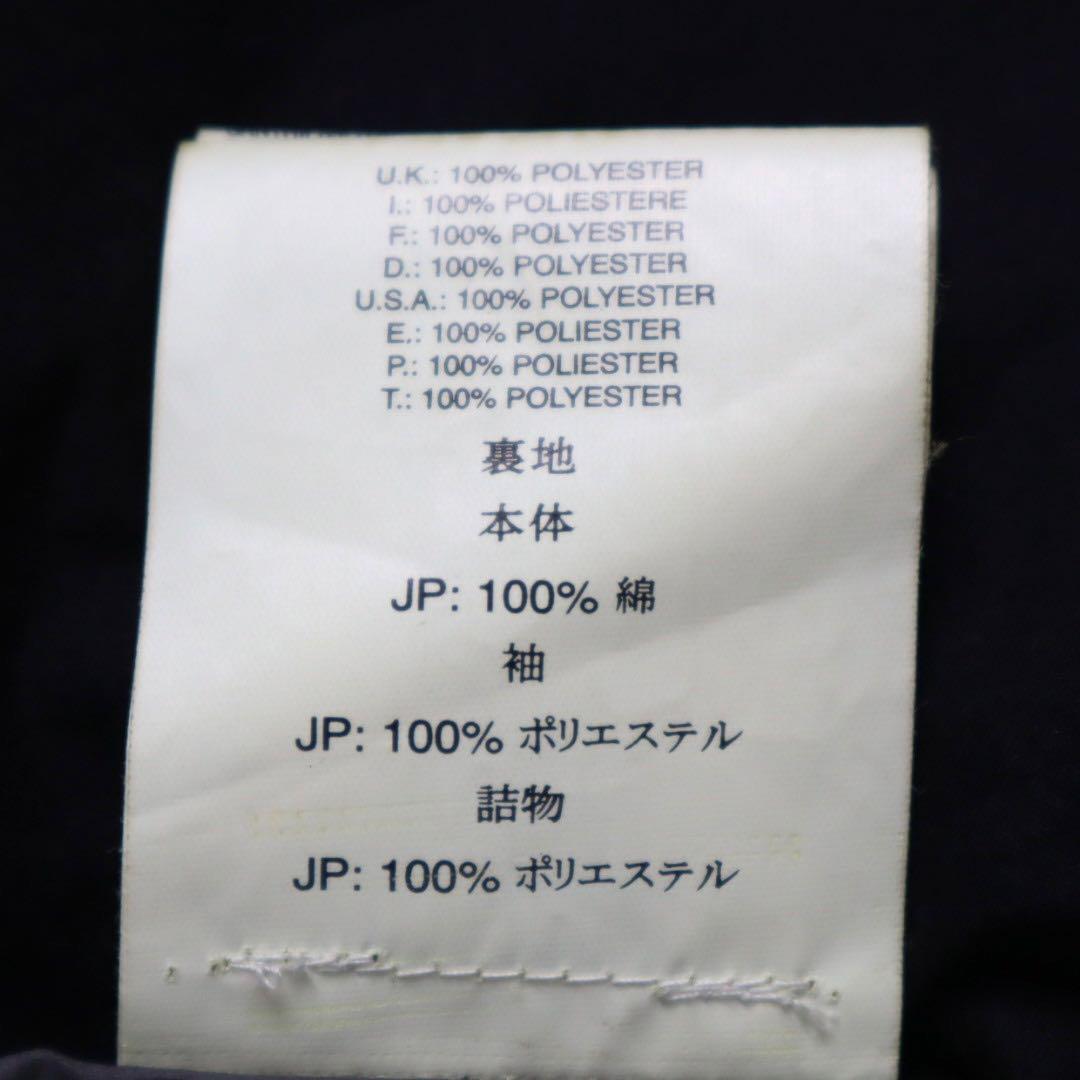 U.K.: 100% POLYESTER
I.: 100% POLIESTERE
F.: 100% POLYESTER
D.: 100% POLYESTER
U.S.A.: 100% POLYESTER
E.: 100% POLIESTER
P.: 100% POLIESTER
T.: 100% POLYESTER
裏地
本体
JP: 100% 綿
袖
JP: 100% ポリエステル
詰物
JP: 100% ポリエステル